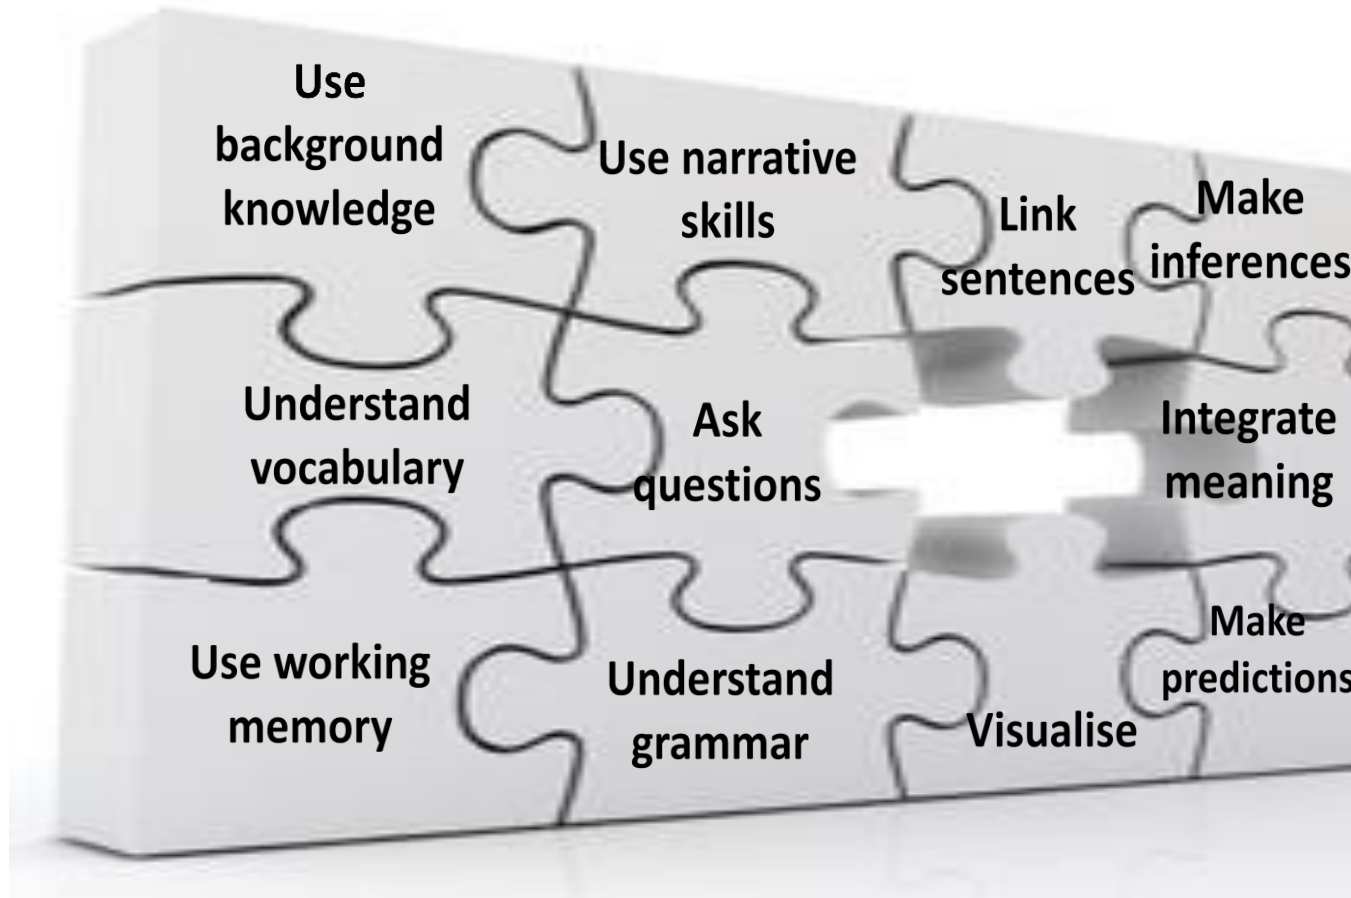 Use
background
knowledge
Use narrative
skills
Link
sentences
Make
inferences
Understand
vocabulary
Ask
questions
Integrate
meaning
Use working
memory
Understand
grammar
Visualise
Make
predictions